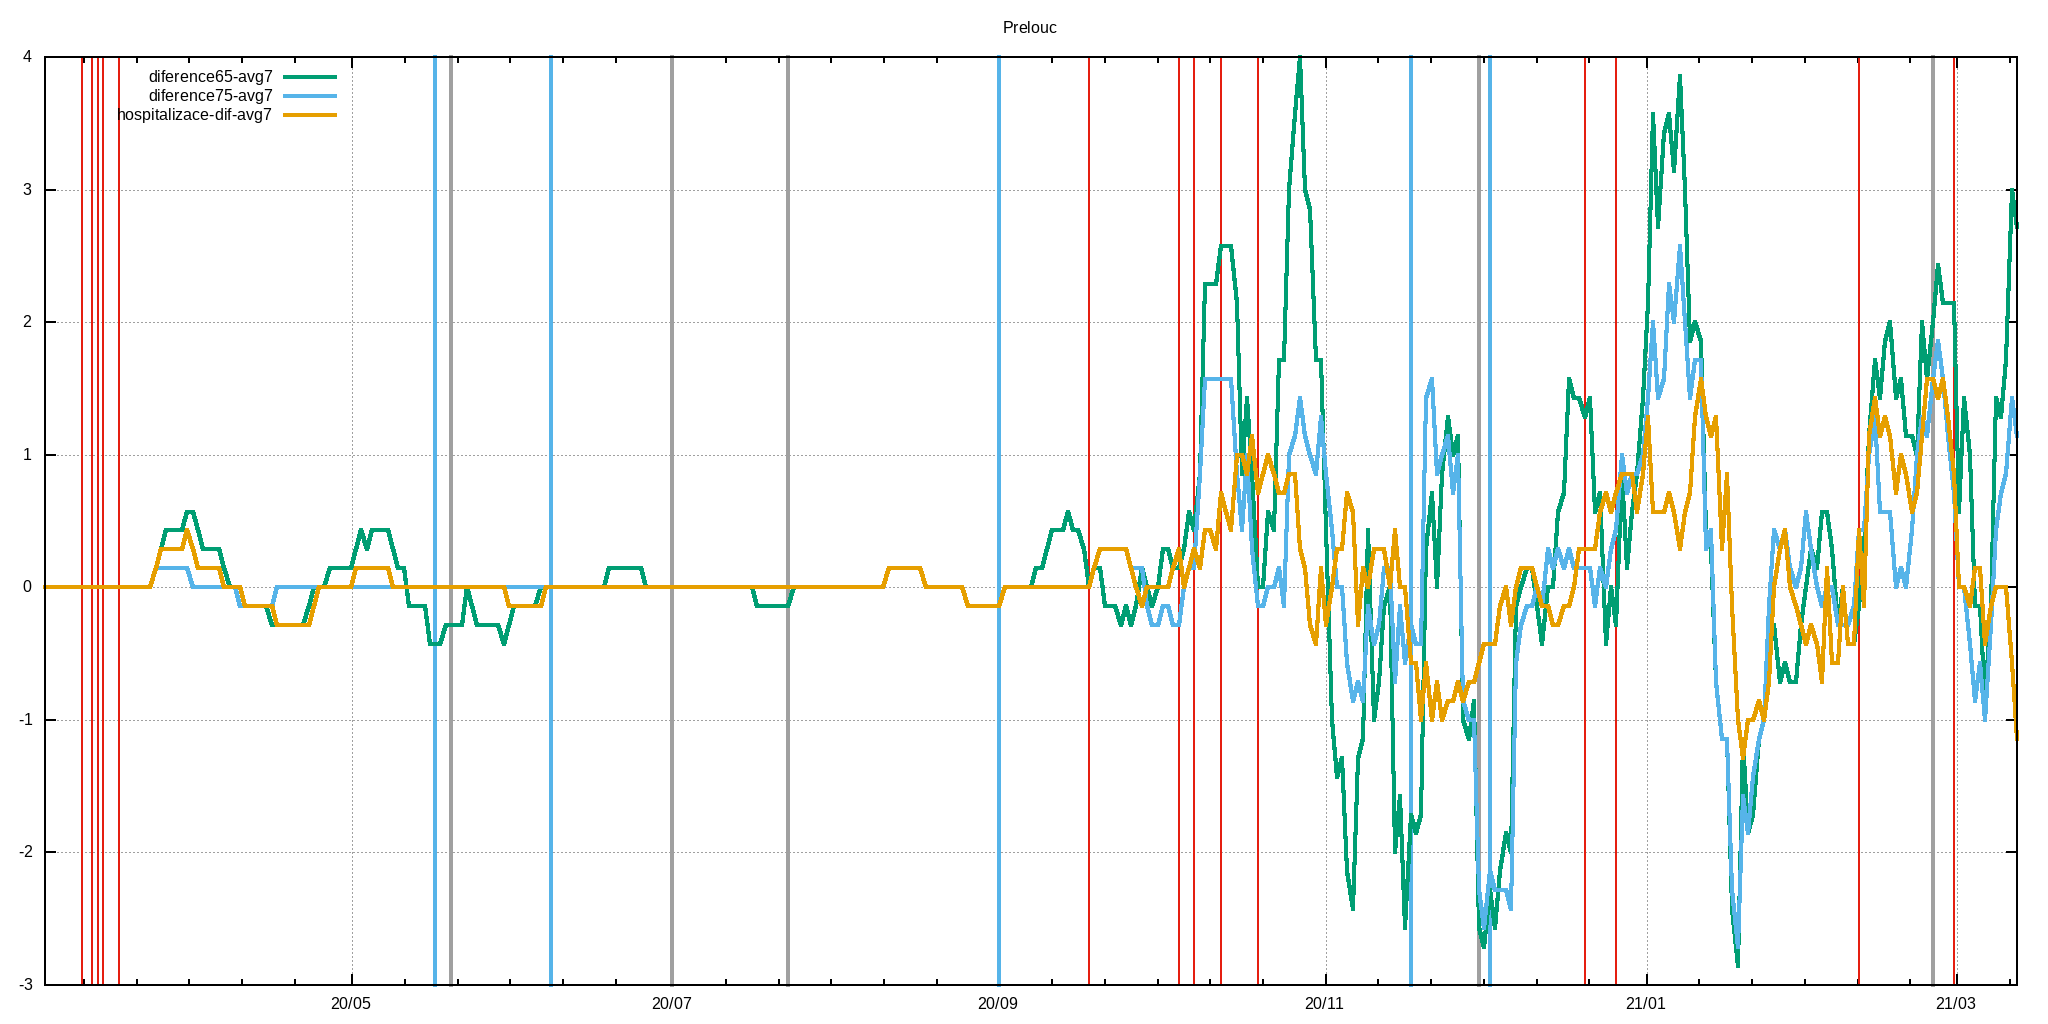 Prelouc
4
diference65-avg7
diference75-avg7
hospitalizace-dif-avg7
3
2
1
0
-1
-2
-3
20/05 20/07 20/09 20/11 21/01 21/03